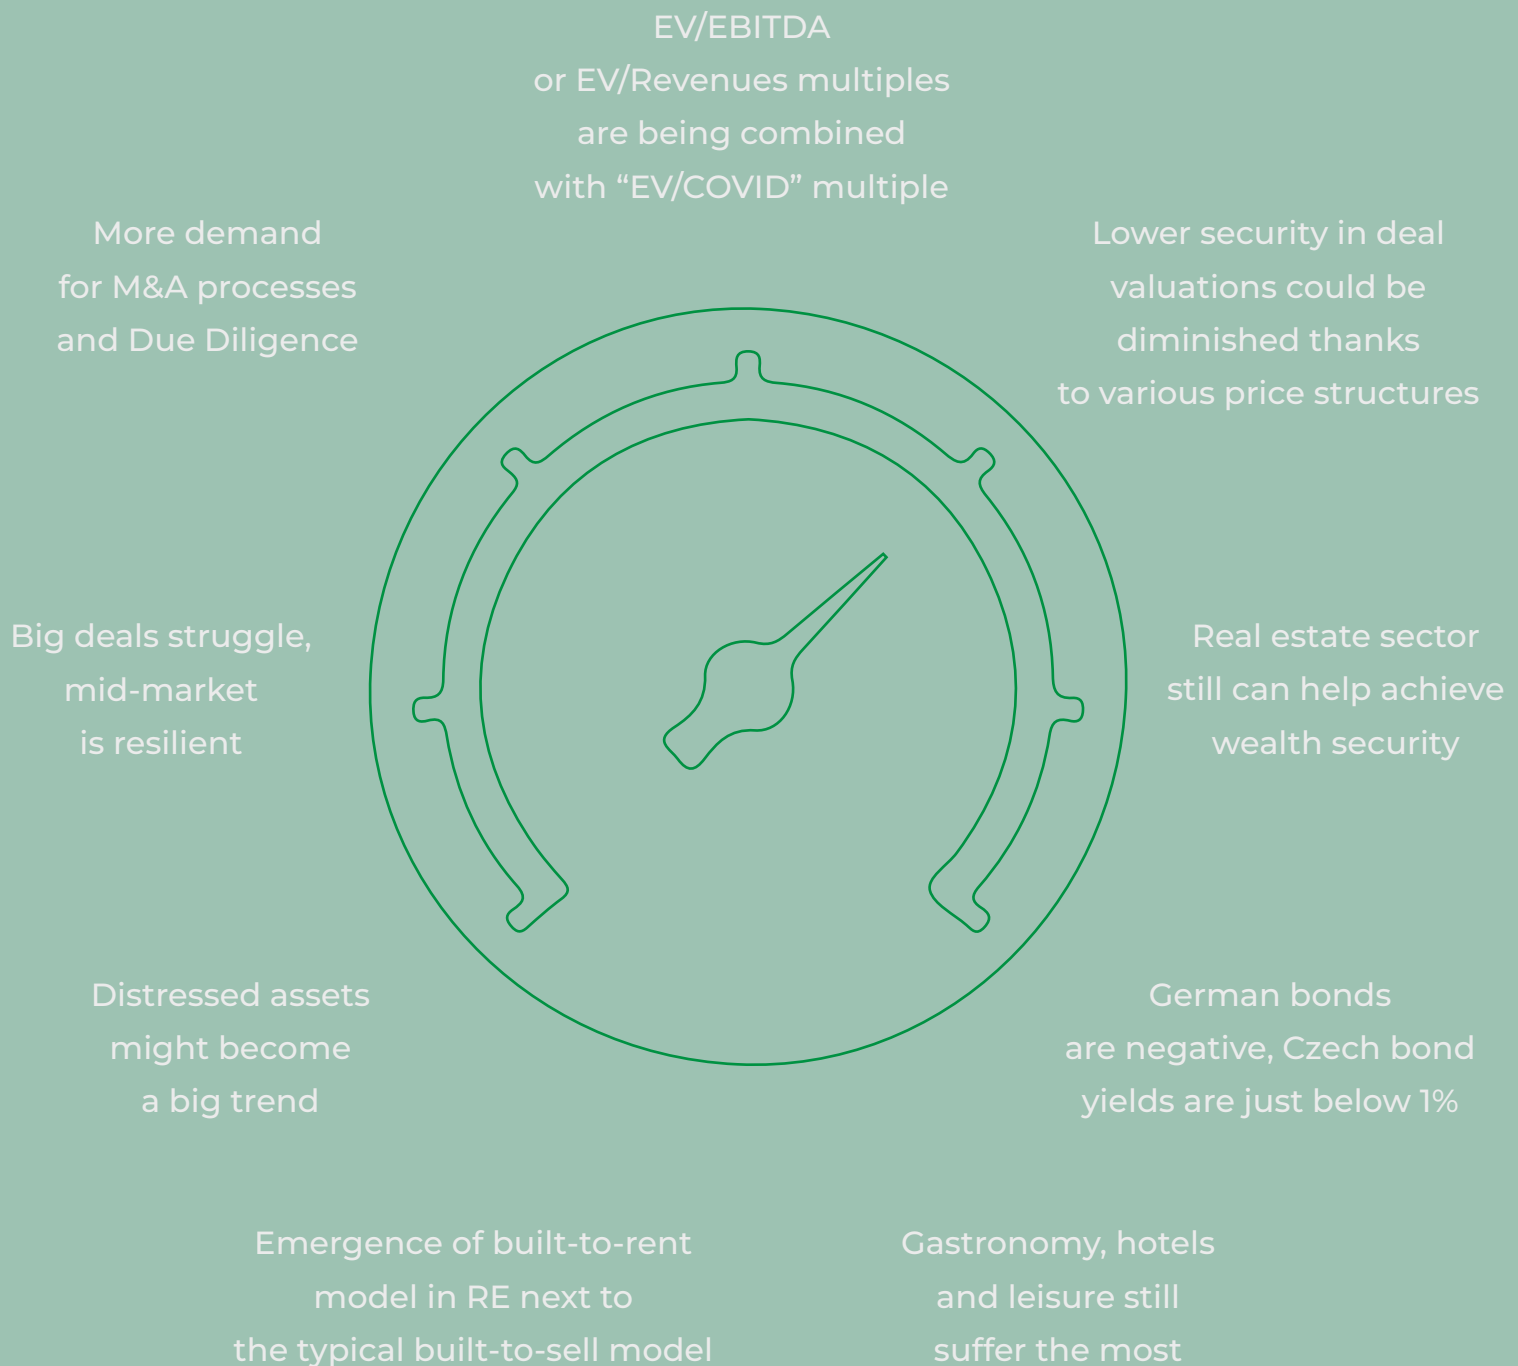 EV/EBITDA
or EV/Revenues multiples
are being combined
with “EV/COVID” multiple
More demand
for M&A processes
and Due Diligence
Lower security in deal
valuations could be
diminished thanks
to various price structures
Big deals struggle,
mid-market
is resilient
Real estate sector
still can help achieve
wealth security
Distressed assets
might become
a big trend
German bonds
are negative, Czech bond
yields are just below 1%
Emergence of built-to-rent
model in RE next to
the typical built-to-sell model
Gastronomy, hotels
and leisure still
suffer the most